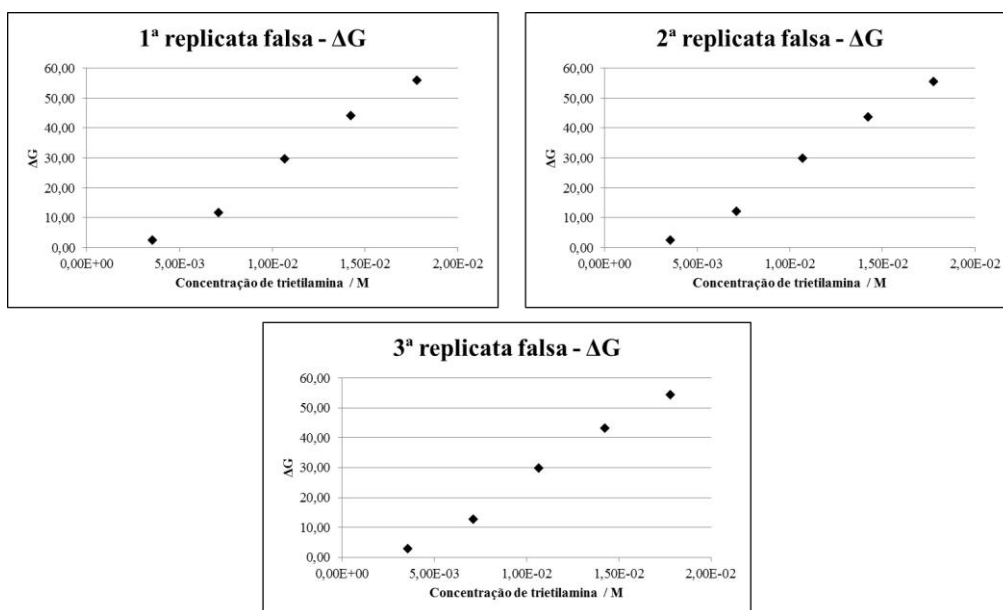 1ª replicata falsa - ΔG
60,00
50,00
40,00
30,00
20,00
10,00
0,00
ΔG
0,00E+00 5,00E-03 1,00E-02 1,50E-02 2,00E-02
Concentração de trietilamina / M
2ª replicata falsa - ΔG
60,00
50,00
40,00
30,00
20,00
10,00
0,00
ΔG
0,00E+00 5,00E-03 1,00E-02 1,50E-02 2,00E-02
Concentração de trietilamina / M
3ª replicata falsa - ΔG
60,00
50,00
40,00
30,00
20,00
10,00
0,00
ΔG
0,00E+00 5,00E-03 1,00E-02 1,50E-02 2,00E-02
Concentração de trietilamina / M